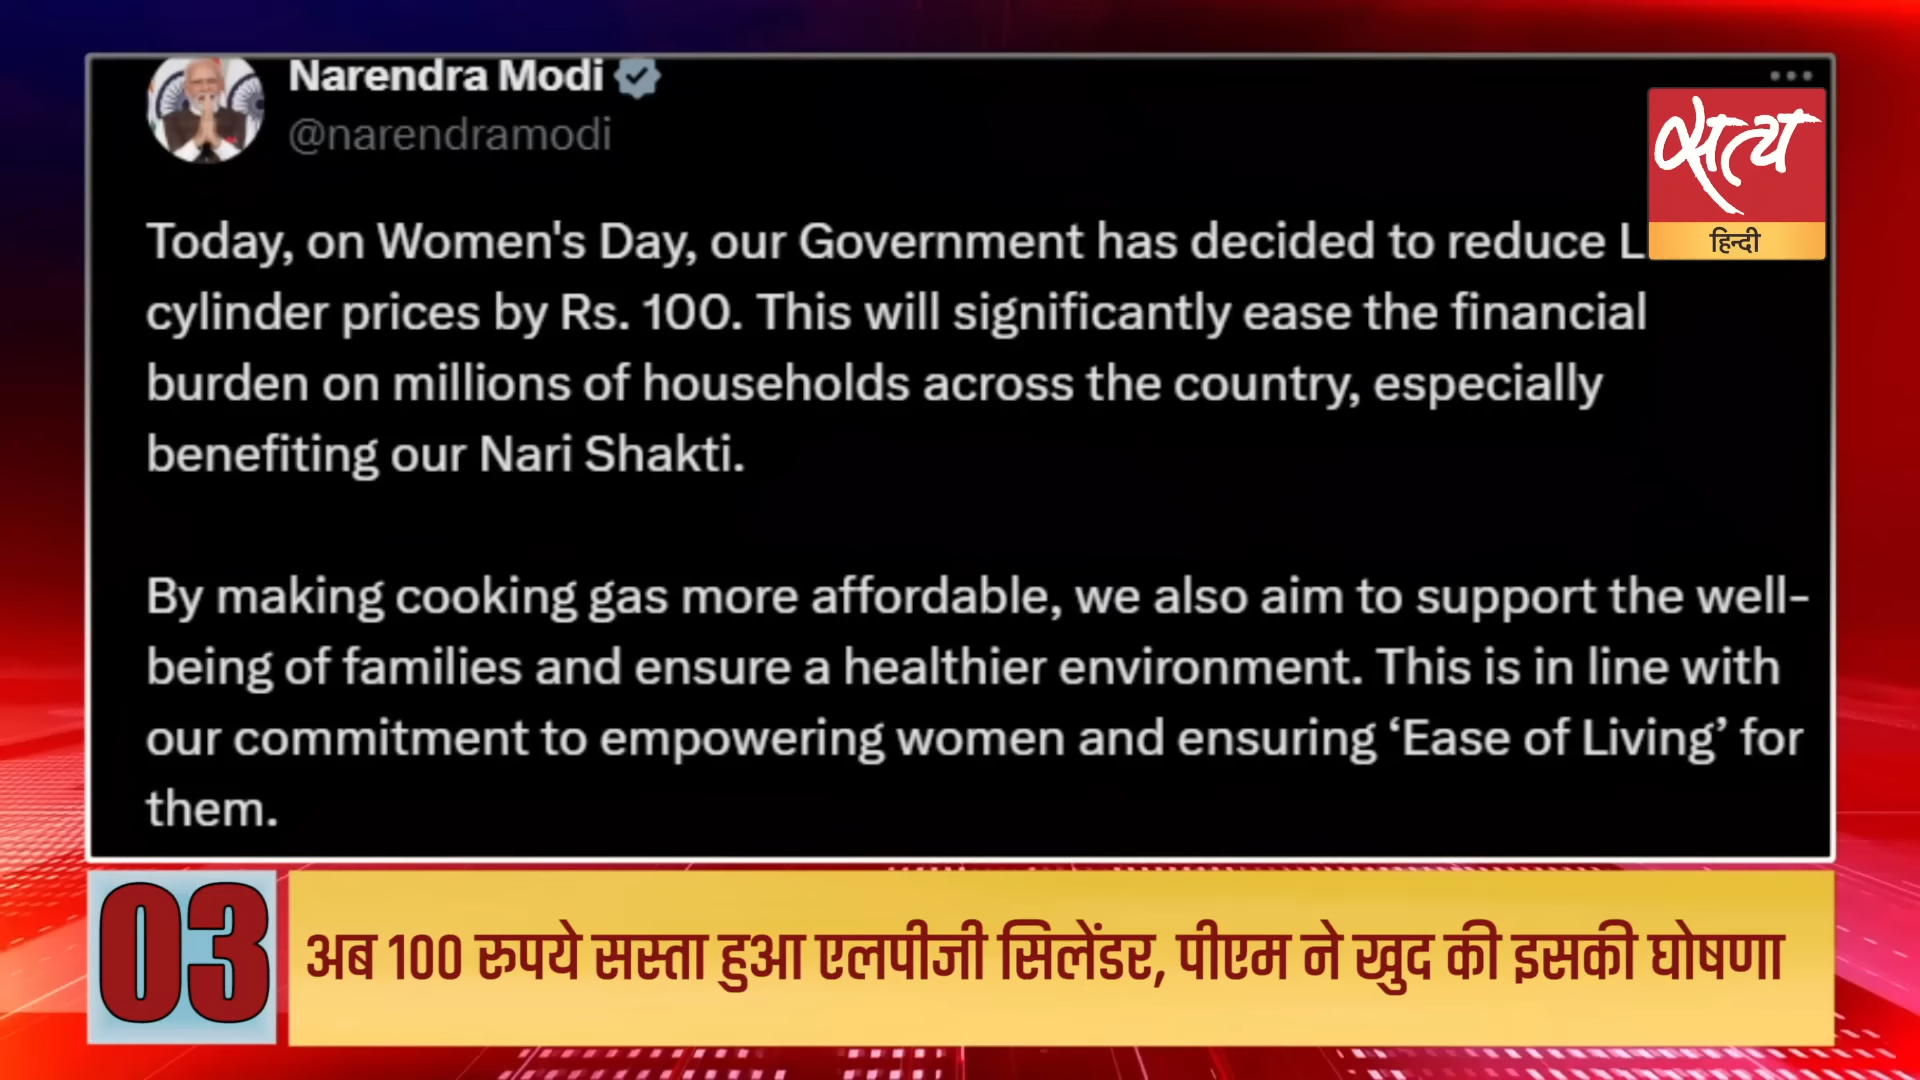 Narendra Modi
@narendramodi
सत्य
हिन्दी
Today, on Women's Day, our Government has decided to reduce L
cylinder prices by Rs. 100. This will significantly ease the financial
burden on millions of households across the country, especially
benefiting our Nari Shakti.
By making cooking gas more affordable, we also aim to support the well-
being of families and ensure a healthier environment. This is in line with
our commitment to empowering women and ensuring ‘Ease of Living’ for
them.
03
अब 100 रुपये सस्ता हुआ एलपीजी सिलेंडर, पीएम ने खुद की इसकी घोषणा